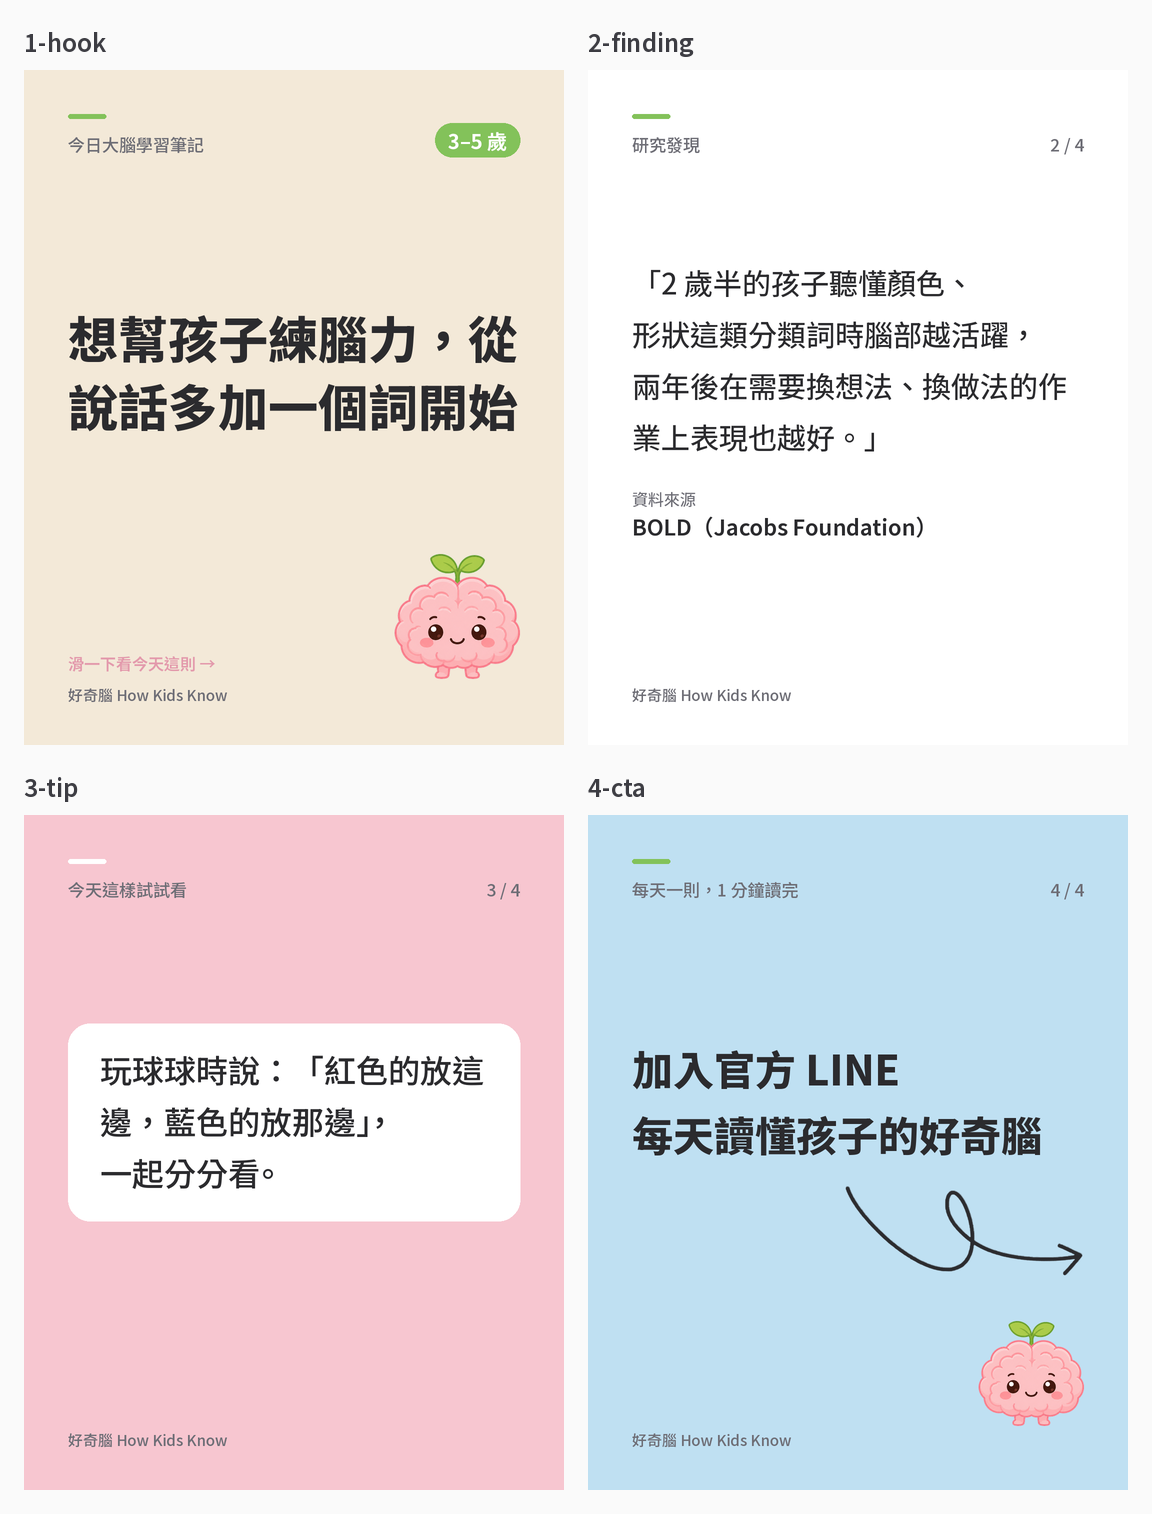 1-hook
今日大腦學習筆記
3–5 歲
想幫孩子練腦力，從
說話多加一個詞開始
滑一下看今天這則 →
好奇腦 How Kids Know
2-finding
研究發現
2 / 4
「2 歲半的孩子聽懂顏色、
形狀這類分類詞時腦部越活躍，
兩年後在需要換想法、換做法的作
業上表現也越好。」
資料來源
BOLD（Jacobs Foundation）
好奇腦 How Kids Know
3-tip
今天這樣試試看
3 / 4
玩球球時說：「紅色的放這
邊，藍色的放那邊」，
一起分分看。
好奇腦 How Kids Know
4-cta
每天一則，1 分鐘讀完
4 / 4
加入官方 LINE
每天讀懂孩子的好奇腦
好奇腦 How Kids Know